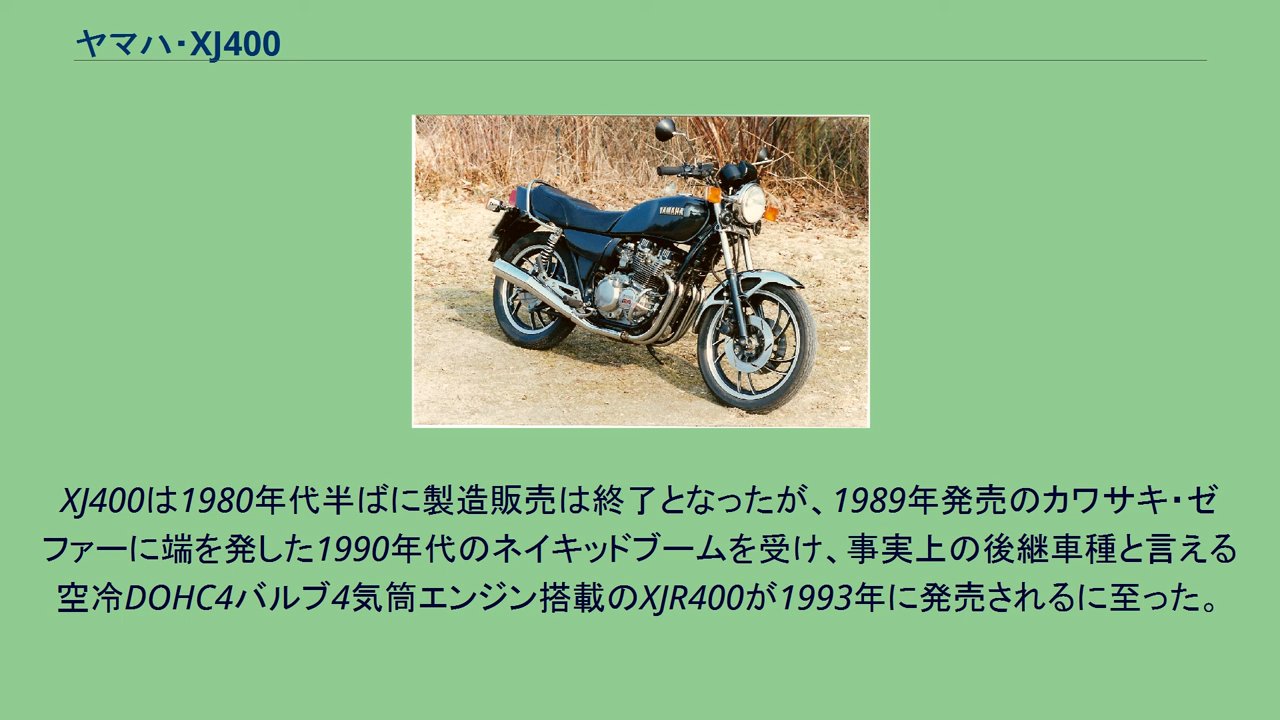 ヤマハ・XJ400
YAMAHA
XJ400は1980年代半ばに製造販売は終了となったが、1989年発売のカワサキ・ゼ
ファーに端を発した1990年代のネイキッドブームを受け、事実上の後継車種と言える
空冷DOHC4バルブ4気筒エンジン搭載のXJR400が1993年に発売されるに至った。